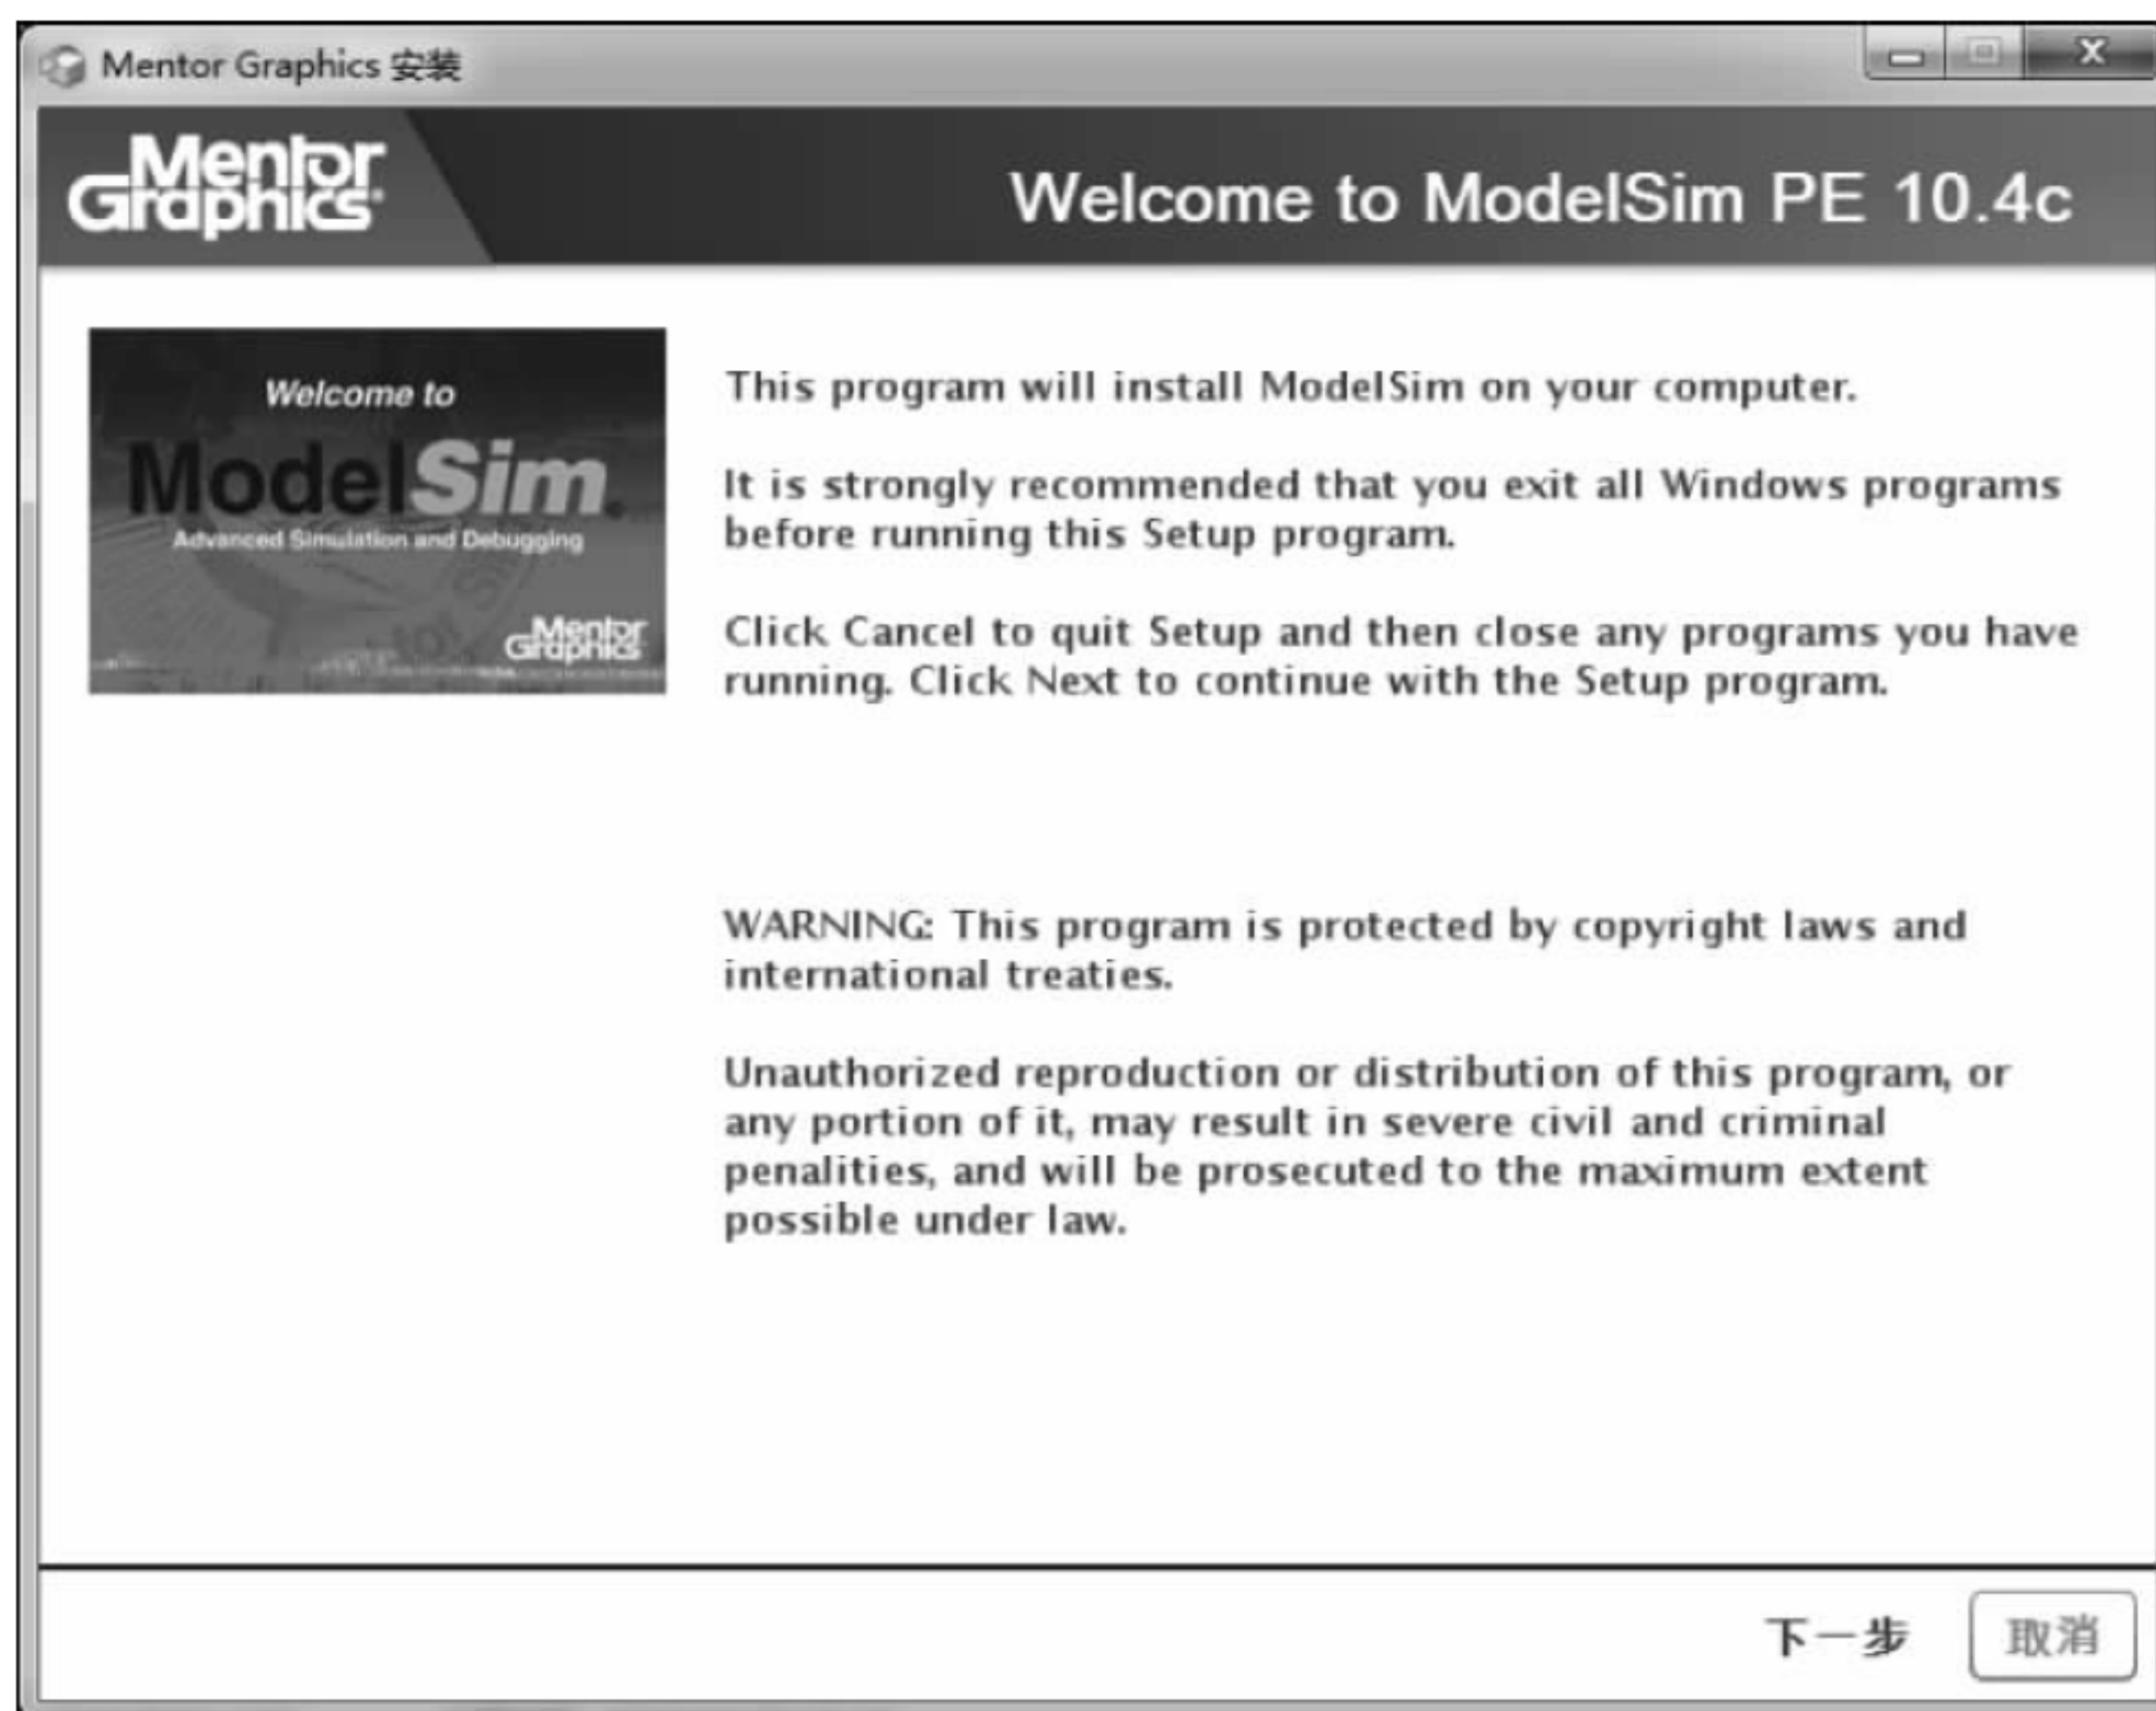 Mentor Graphics 安装
Mentor
Graphics
Welcome to ModelSim PE 10.4c
Welcome to
ModelSim.
Advanced Simulation and Debugging
Mentor
Graphics
This program will install ModelSim on your computer.
It is strongly recommended that you exit all Windows programs
before running this Setup program.
Click Cancel to quit Setup and then close any programs you have
running. Click Next to continue with the Setup program.
WARNING: This program is protected by copyright laws and
international treaties.
Unauthorized reproduction or distribution of this program, or
any portion of it, may result in severe civil and criminal
penalities, and will be prosecuted to the maximum extent
possible under law.
下一步
取消